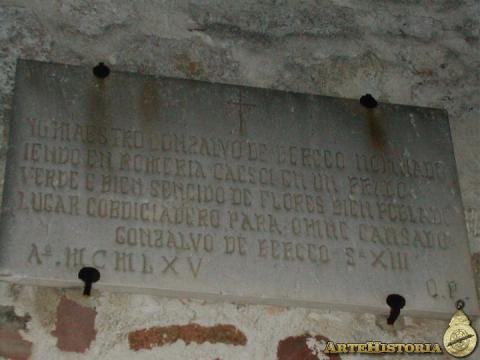 YO MAESTRO GONZALVO DE BERCEO NOMNADO
IENDO EN ROMERIA CAESCI EN UN PRADO
VERDE E BIEN SENCIDO DE FLORES BIEN POBLADO
LUGAR COBDICIADUERO PARA OMNE CANSADO
GONZALVO DE BERCEO-S.XIII
Aº. MCMLXV
O.P.
ARTEHISTORIA